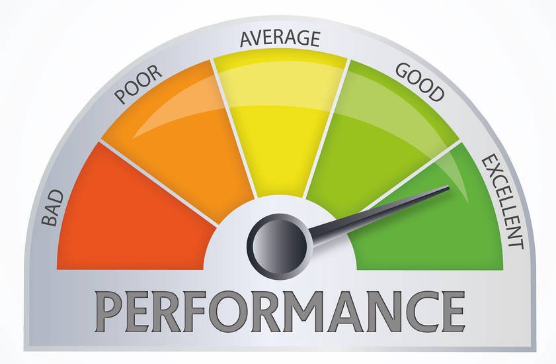 BAD
POOR
AVERAGE
GOOD
EXCELLENT
PERFORMANCE